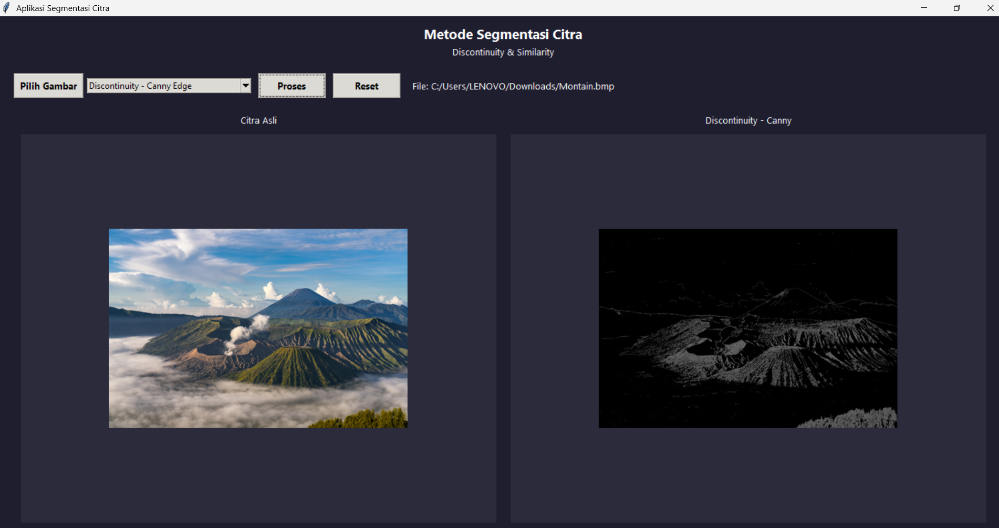 Aplikasi Segmentasi Citra
Metode Segmentasi Citra
Discontinuity & Similarity
Pilih Gambar
Discontinuity - Canny Edge
Proses
Reset
File: C:/Users/LENOVO/Downloads/Montain.bmp
Citra Asli
Discontinuity - Canny